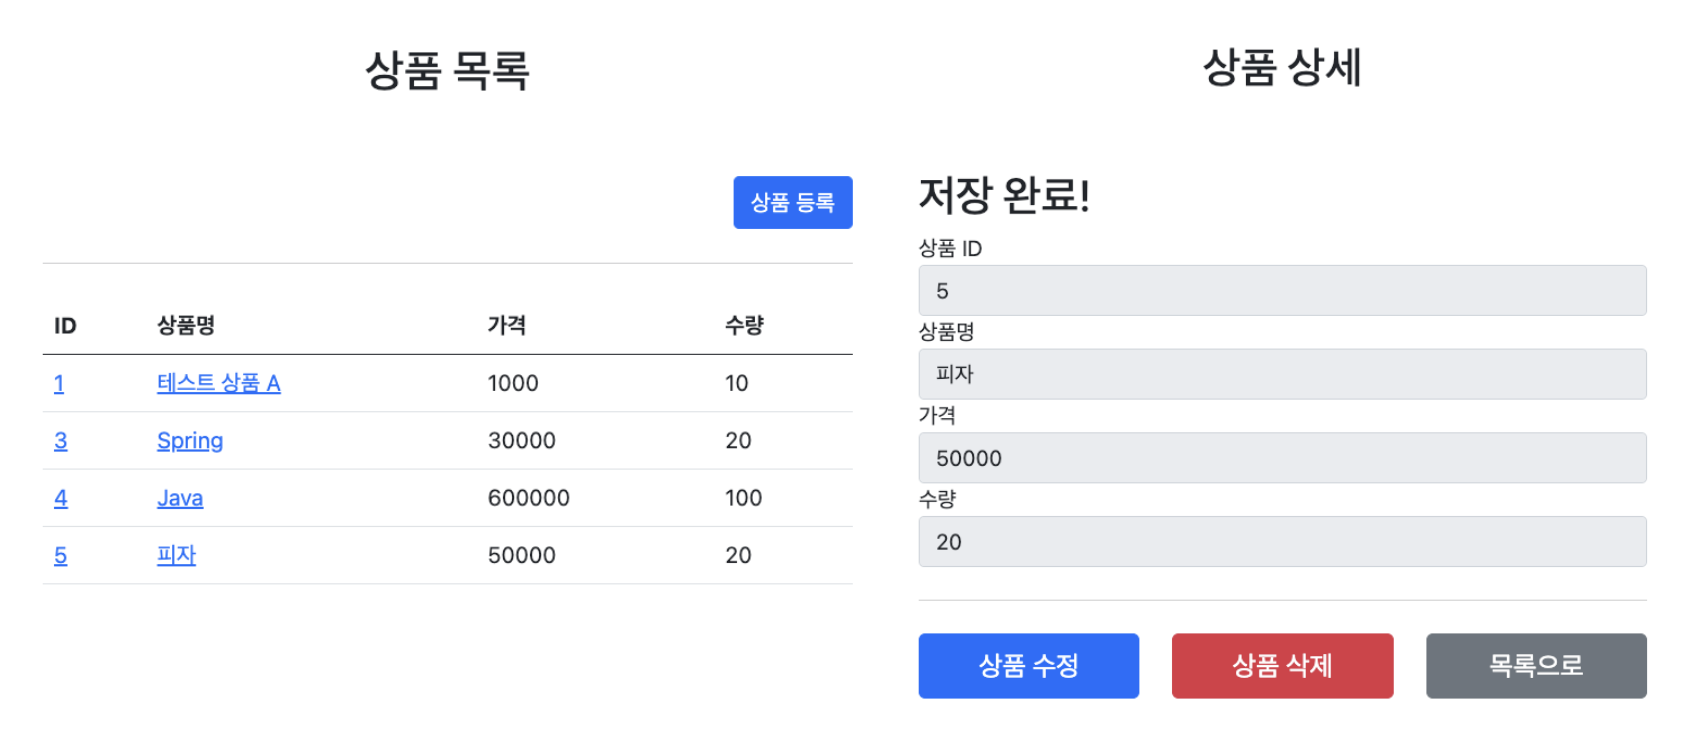 상품 목록
상품 등록
ID 상품명 가격 수량
1 테스트 상품 A 1000 10
3 Spring 30000 20
4 Java 600000 100
5 피자 50000 20
상품 상세
저장 완료!
상품 ID
5
상품명
피자
가격
50000
수량
20
상품 수정 상품 삭제 목록으로